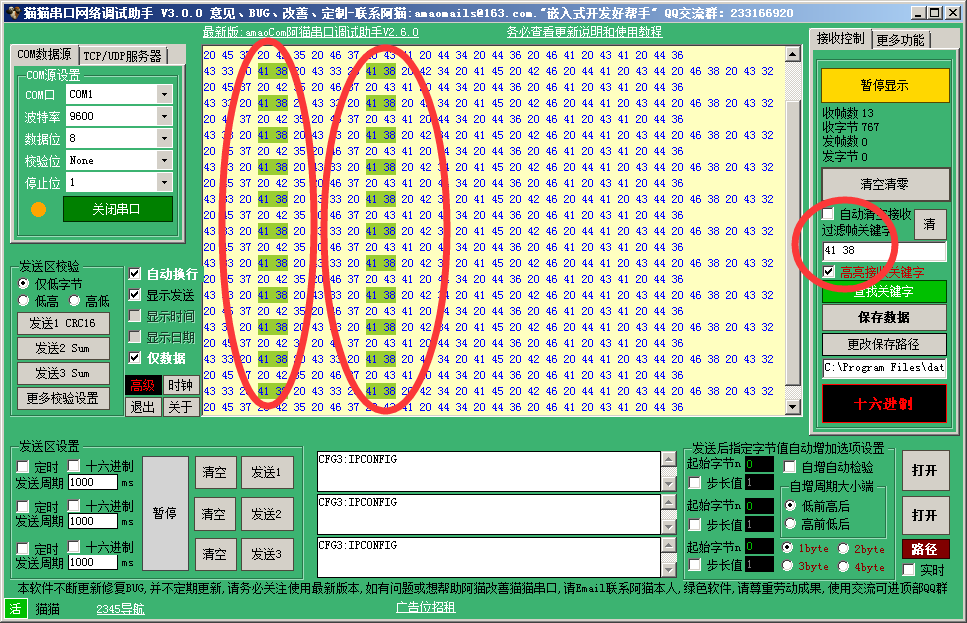 猫猫串口网络调试助手 V3.0.0 意见、BUG、改善、定制-联系阿猫:amaomails@163.com."嵌入式开发好帮手" QQ交流群: 233166920
最新版:amaoCom阿猫串口调试助手V2.6.0
务必查看更新说明和使用教程
COM数据源 TCP/UDP服务器
COM源设置
COM口 COM1
波特率 9600
数据位 8
校验位 None
停止位 1
关闭串口
发送区校验
仅低字节
低高 高低
发送1 CRC16
发送2 Sum
发送3 Sum
更多校验设置
自动换行
显示发送
显示时间
显示日期
仅数据
高级 时钟
退出 关于
20 45 37 20 42 35 20 46 37 20 43 41 20 44 34 20 44 36 20 46 41 20 43 41 20 44 36
43 33 20 41 38 20 43 33 20 41 38 20 42 34 20 41 45 20 42 36 20 41 43 20 44 41 20 46 38 20 43 32
20 45 37 20 42 35 20 46 37 20 43 41 20 44 34 20 44 36 20 46 41 20 43 41 20 44 36
43 33 20 41 38 20 43 33 20 41 38 20 42 34 20 41 45 20 42 36 20 41 43 20 44 41 20 46 38 20 43 32
20 45 37 20 42 35 20 46 37 20 43 41 20 44 34 20 44 36 20 46 41 20 43 41 20 44 36
43 33 20 41 38 20 43 33 20 41 38 20 42 34 20 41 45 20 42 36 20 41 43 20 44 41 20 46 38 20 43 32
20 45 37 20 42 35 20 46 37 20 43 41 20 44 34 20 44 36 20 46 41 20 43 41 20 44 36
43 33 20 41 38 20 43 33 20 41 38 20 42 34 20 41 45 20 42 36 20 41 43 20 44 41 20 46 38 20 43 32
20 45 37 20 42 35 20 46 37 20 43 41 20 44 34 20 44 36 20 46 41 20 43 41 20 44 36
43 33 20 41 38 20 43 33 20 41 38 20 42 34 20 41 45 20 42 36 20 41 43 20 44 41 20 46 38 20 43 32
20 45 37 20 42 35 20 46 37 20 43 41 20 44 34 20 44 36 20 46 41 20 43 41 20 44 36
43 33 20 41 38 20 43 33 20 41 38 20 42 34 20 41 45 20 42 36 20 41 43 20 44 41 20 46 38 20 43 32
20 45 37 20 42 35 20 46 37 20 43 41 20 44 34 20 44 36 20 46 41 20 43 41 20 44 36
43 33 20 41 38 20 43 33 20 41 38 20 42 34 20 41 45 20 42 36 20 41 43 20 44 41 20 46 38 20 43 32
20 45 37 20 42 35 20 46 37 20 43 41 20 44 34 20 44 36 20 46 41 20 43 41 20 44 36
43 33 20 41 38 20 43 33 20 41 38 20 42 34 20 41 45 20 42 36 20 41 43 20 44 41 20 46 38 20 43 32
20 45 37 20 42 35 20 46 37 20 43 41 20 44 34 20 44 36 20 46 41 20 43 41 20 44 36
43 33 20 41 38 20 43 33 20 41 38 20 42 34 20 41 45 20 42 36 20 41 43 20 44 41 20 46 38 20 43 32
20 45 37 20 42 35 20 46 37 20 43 41 20 44 34 20 44 36 20 46 41 20 43 41 20 44 36
43 33 20 41 38 20 43 33 20 41 38 20 42 34 20 41 45 20 42 36 20 41 43 20 44 41 20 46 38 20 43 32
20 45 37 20 42 35 20 46 37 20 43 41 20 44 34 20 44 36 20 46 41 20 43 41 20 44 36
43 33 20 41 38 20 43 33 20 41 38 20 42 34 20 41 45 20 42 36 20 41 43 20 44 41 20 46 38 20 43 32
20 45 37 20 42 35 20 46 37 20 43 41 20 44 34 20 44 36 20 46 41 20 43 41 20 44 36
接收控制 更多功能
暂停显示
收帧数 13
收字节 767
发帧数 0
发字节 0
清空清零
自动清空接收
过滤帧关键字
清
41 38
高亮接收关键字
查找关键字
保存数据
更改保存路径
C:\Program Files\dat
十六进制
发送区设置
定时 十六进制
发送周期 1000 ms
定时 十六进制
发送周期 1000 ms
定时 十六进制
发送周期 1000 ms
暂停
清空 发送1
清空 发送2
清空 发送3
CFG3:IPCONFIG
CFG3:IPCONFIG
CFG3:IPCONFIG
发送后指定字节值自动增加选项设置
起始字节n 0
步长值 1
起始字节n 0
步长值 1
起始字节n 0
步长值 1
自增自动检验
自增周期大小端
低前高后
高前低后
1byte 2byte
3byte 4byte
打开
打开
路径
实时
本软件不断更新修复BUG,并不定期更新,请务必关注使用最新版本,如有问题或想帮助阿猫改善猫猫串口,请Email联系阿猫本人,绿色软件,请尊重劳动成果,使用交流可进顶部QQ群
活 猫猫 2345导航 广告位招租